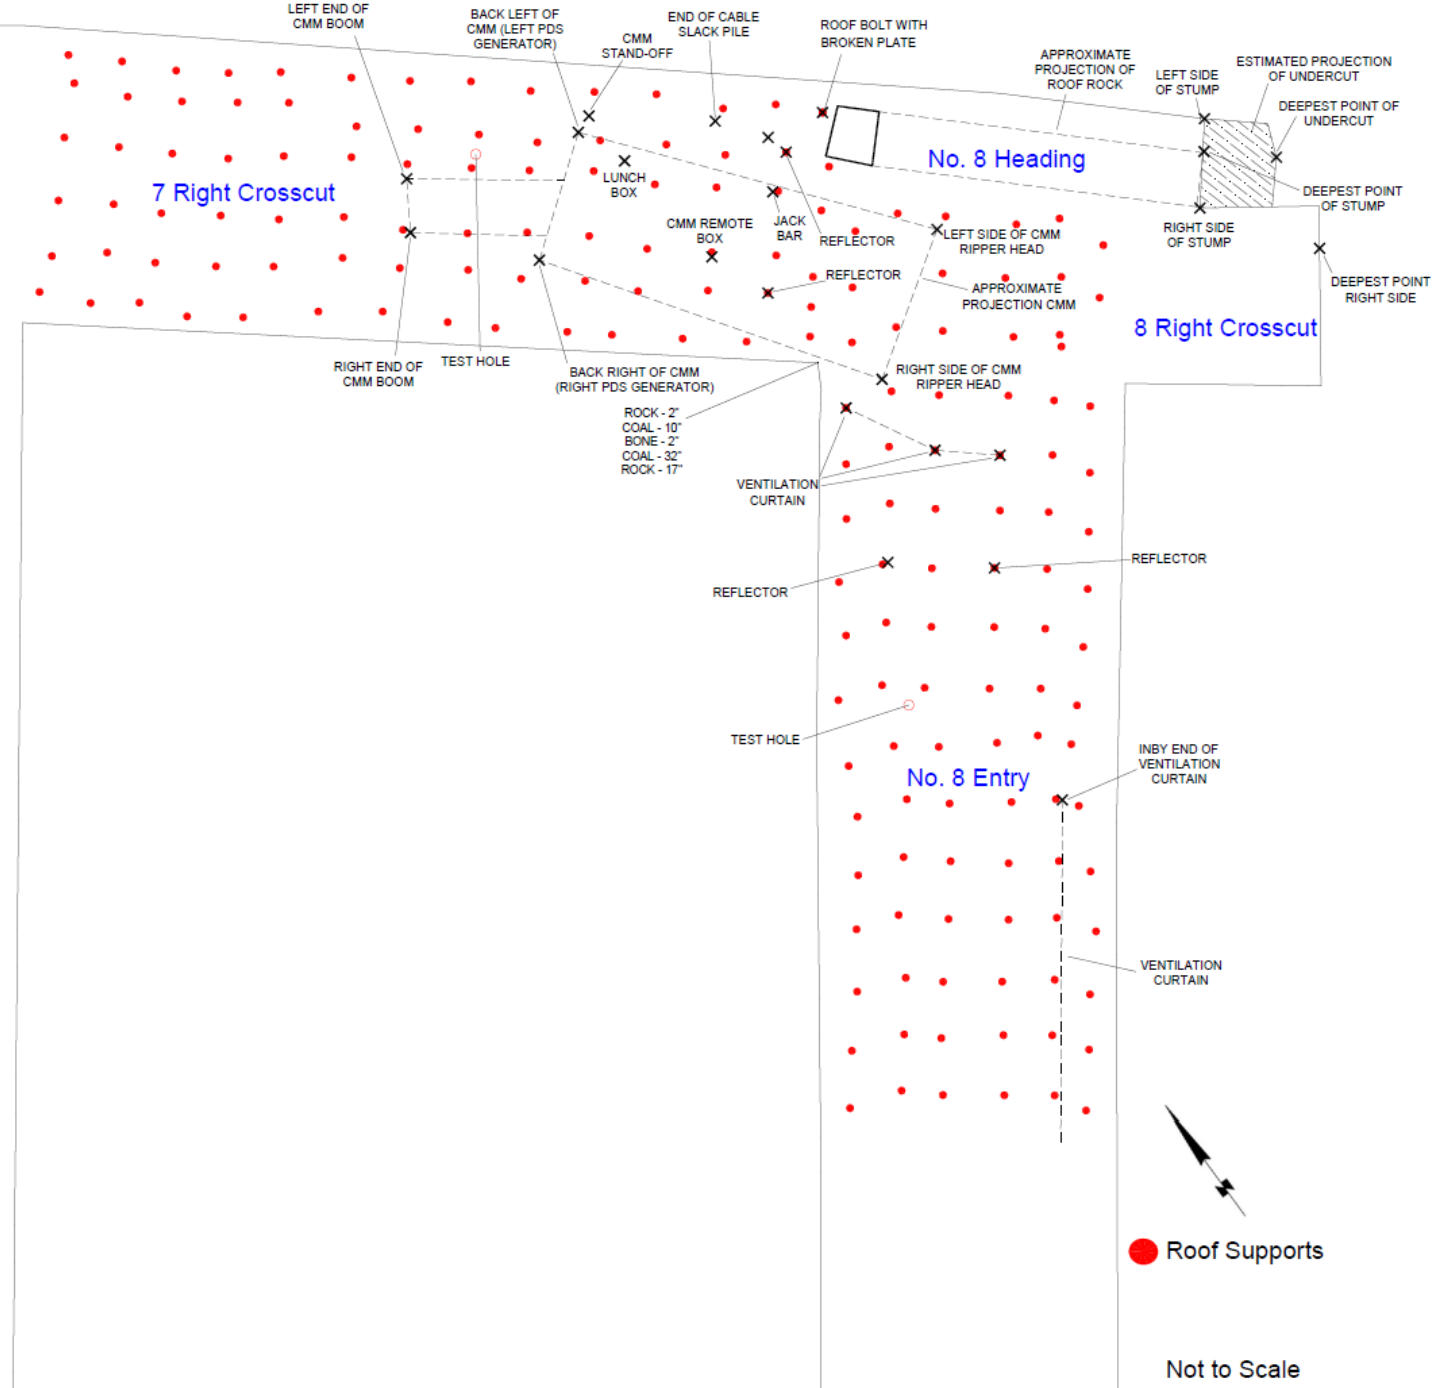 LEFT END OF
CMM BOOM
BACK LEFT OF
CMM (LEFT PDS
GENERATOR)
CMM
STAND-OFF
END OF CABLE
SLACK PILE
ROOF BOLT WITH
BROKEN PLATE
APPROXIMATE
PROJECTION OF
ROOF ROCK
LEFT SIDE
OF STUMP
ESTIMATED PROJECTION
OF UNDERCUT
DEEPEST POINT OF
UNDERCUT
No. 8 Heading
7 Right Crosscut
LUNCH
BOX
DEEPEST POINT
OF STUMP
CMM REMOTE
BOX
JACK
BAR
REFLECTOR
LEFT SIDE OF CMM
RIPPER HEAD
RIGHT SIDE
OF STUMP
REFLECTOR
APPROXIMATE
PROJECTION CMM
DEEPEST POINT
RIGHT SIDE
8 Right Crosscut
RIGHT END OF
CMM BOOM
TEST HOLE
BACK RIGHT OF CMM
(RIGHT PDS GENERATOR)
RIGHT SIDE OF CMM
RIPPER HEAD
ROCK - 2"
COAL - 10"
BONE - 2"
COAL - 32"
ROCK - 17"
VENTILATION
CURTAIN
REFLECTOR
REFLECTOR
TEST HOLE
No. 8 Entry
INBY END OF
VENTILATION
CURTAIN
VENTILATION
CURTAIN
N
Roof Supports
Not to Scale